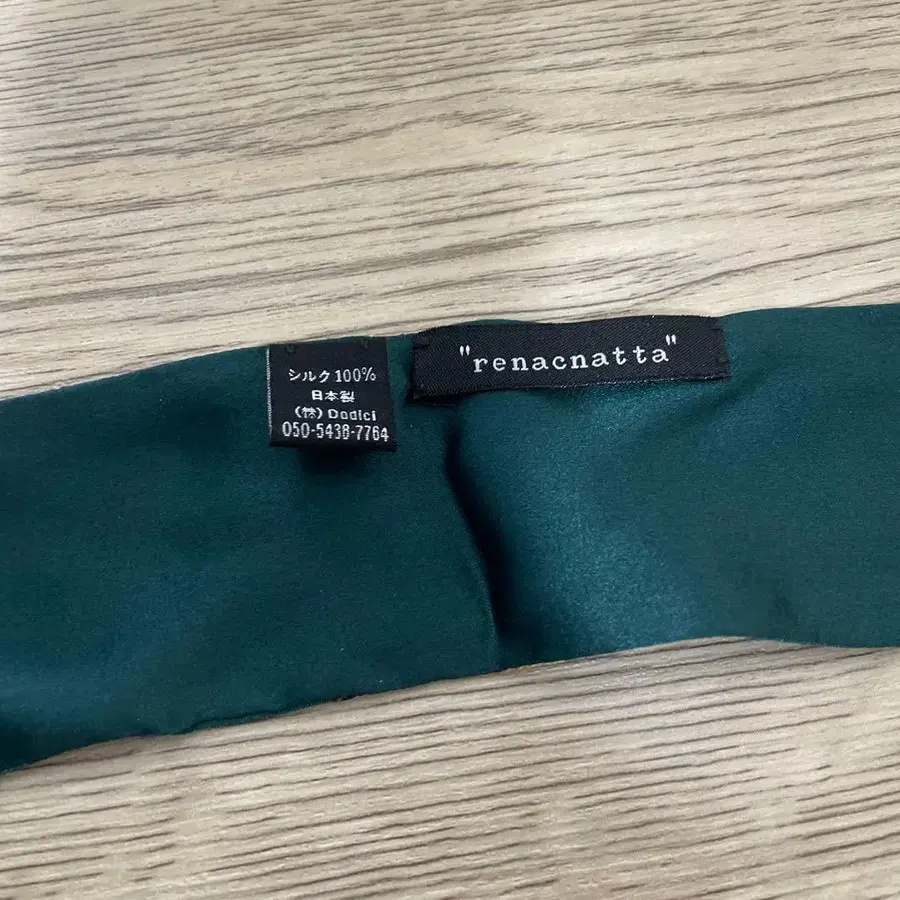 "renacnatta"
シルク100%
日本製
(株) Dodici
050-5438-7764